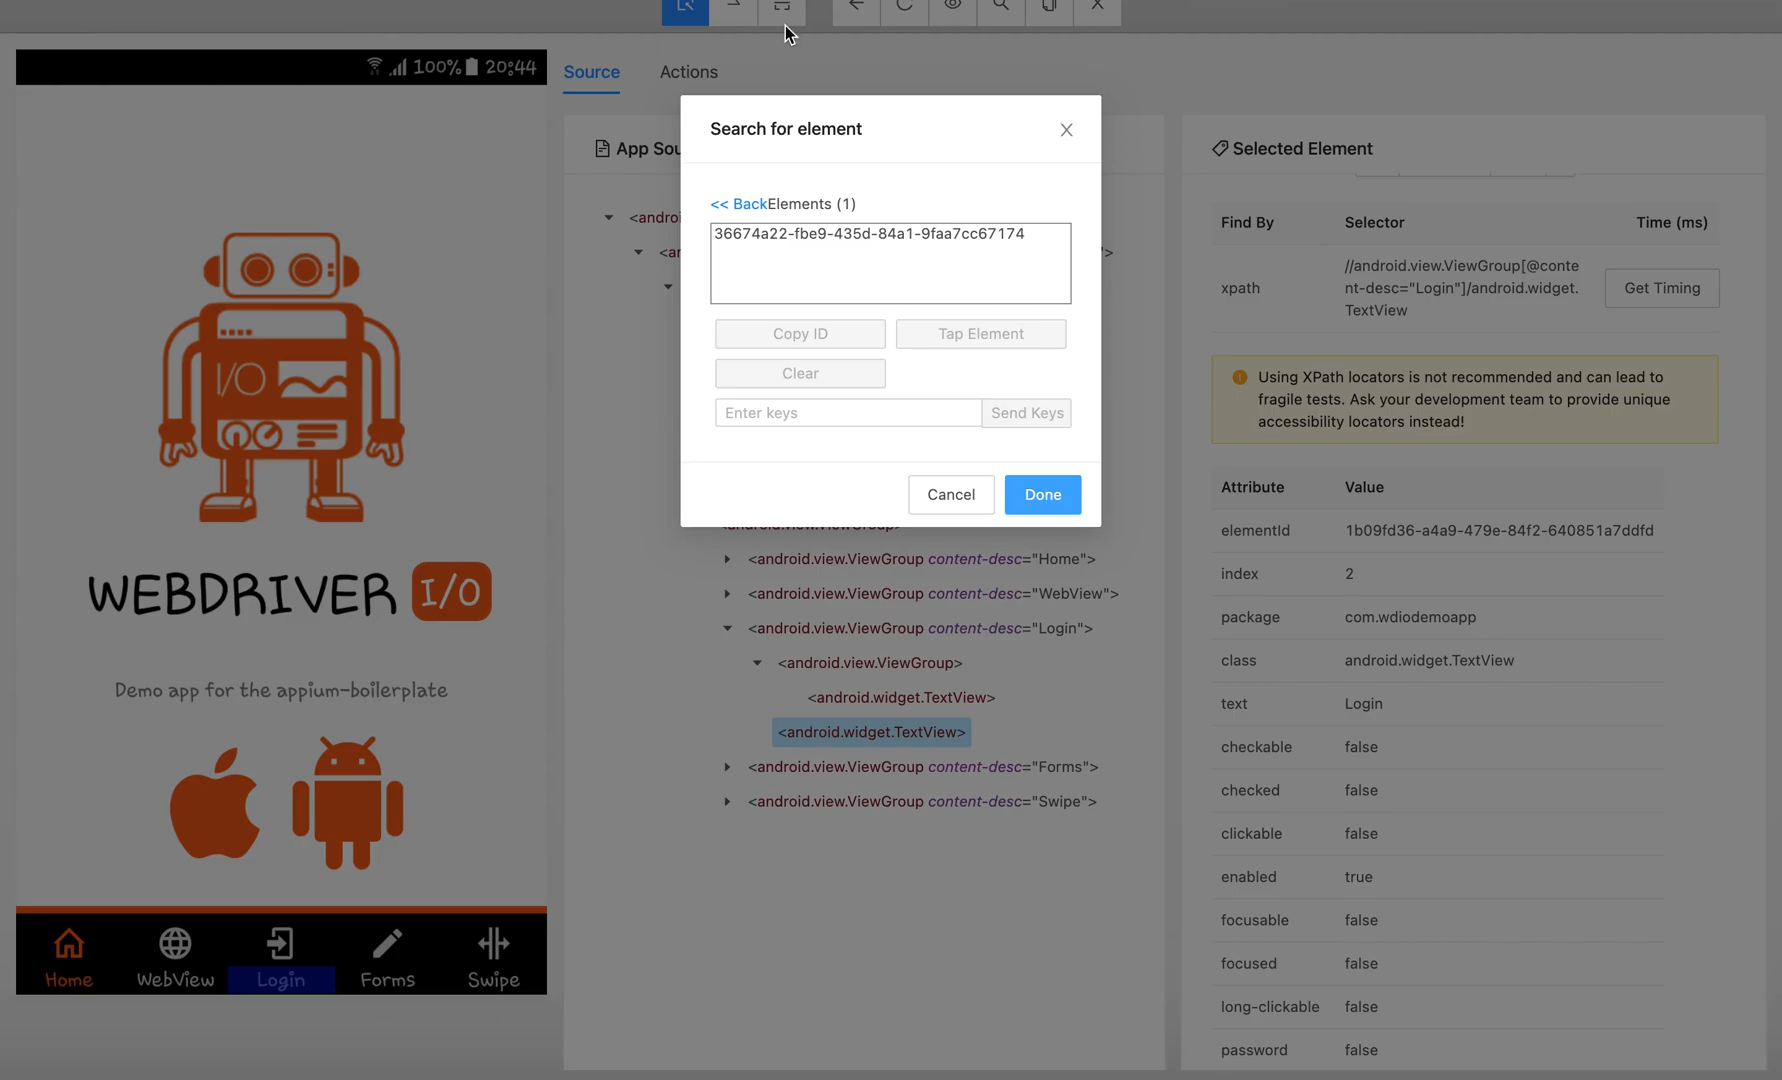 100% 20:44
Source Actions
Search for element
<< BackElements (1)
36674a22-fbe9-435d-84a1-9faa7cc67174
Copy ID Tap Element
Clear
Enter keys Send Keys
Cancel Done
App Sou
<androi
<an ">
<android.view.ViewGroup>
<android.view.ViewGroup content-desc="Home">
<android.view.ViewGroup content-desc="WebView">
<android.view.ViewGroup content-desc="Login">
<android.view.ViewGroup>
<android.widget.TextView>
<android.widget.TextView>
<android.view.ViewGroup content-desc="Forms">
<android.view.ViewGroup content-desc="Swipe">
I/O
WEBDRIVER I/O
Demo app for the appium-boilerplate
Home WebView Login Forms Swipe
Selected Element
Find By Selector Time (ms)
xpath //android.view.ViewGroup[@conte
nt-desc="Login"]/android.widget.
TextView
Get Timing
Using XPath locators is not recommended and can lead to
fragile tests. Ask your development team to provide unique
accessibility locators instead!
Attribute Value
elementId 1b09fd36-a4a9-479e-84f2-640851a7ddfd
index 2
package com.wdiodemoapp
class android.widget.TextView
text Login
checkable false
checked false
clickable false
enabled true
focusable false
focused false
long-clickable false
password false